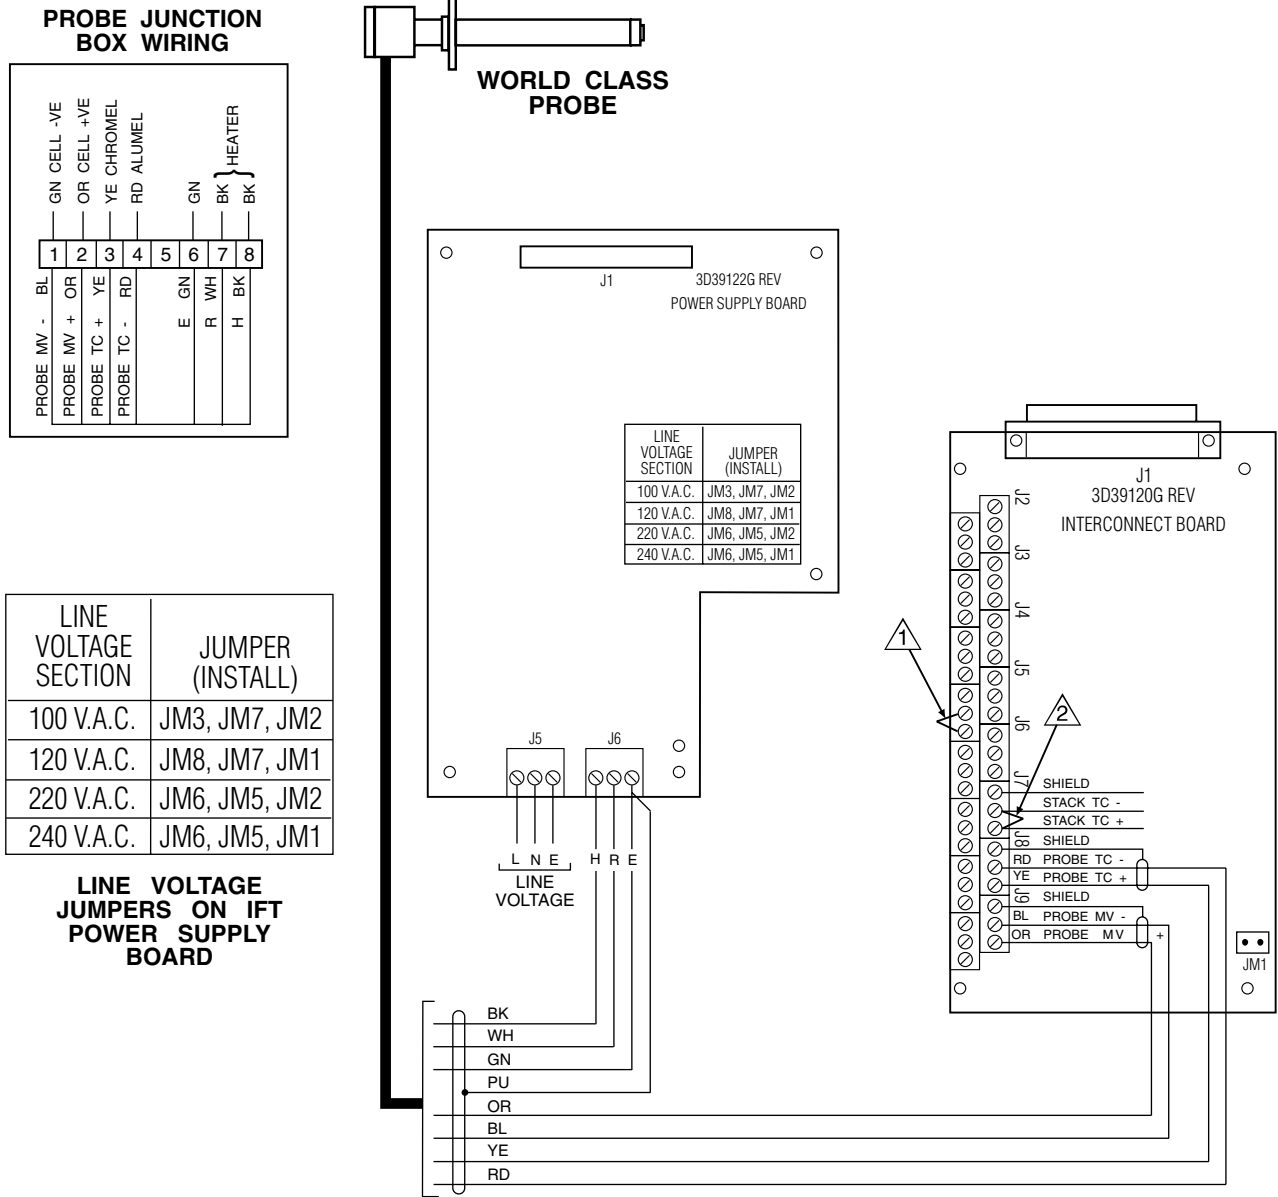 PROBE JUNCTION
BOX WIRING
WORLD CLASS
PROBE
GN CELL -VE
OR CELL +VE
YE CHROMEL
RD ALUMEL
GN
BK
HEATER
BK
1 2 3 4 5 6 7 8
PROBE MV - BL
PROBE MV + OR
PROBE TC + YE
PROBE TC - RD
E GN
R WH
H BK
J1
3D39122G REV
POWER SUPPLY BOARD
LINE
VOLTAGE
SECTION
JUMPER
(INSTALL)
100 V.A.C. JM3, JM7, JM2
120 V.A.C. JM8, JM7, JM1
220 V.A.C. JM6, JM5, JM2
240 V.A.C. JM6, JM5, JM1
J5
J6
L N E
LINE
VOLTAGE
H R E
LINE
VOLTAGE
SECTION
JUMPER
(INSTALL)
100 V.A.C. JM3, JM7, JM2
120 V.A.C. JM8, JM7, JM1
220 V.A.C. JM6, JM5, JM2
240 V.A.C. JM6, JM5, JM1
LINE VOLTAGE
JUMPERS ON IFT
POWER SUPPLY
BOARD
J1
3D39120G REV
INTERCONNECT BOARD
J2
J3
J4
J5
J6
J7
J8
J9
1
2
SHIELD
STACK TC -
STACK TC +
SHIELD
RD PROBE TC -
YE PROBE TC +
SHIELD
BL PROBE MV -
OR PROBE MV +
JM1
BK
WH
GN
PU
OR
BL
YE
RD